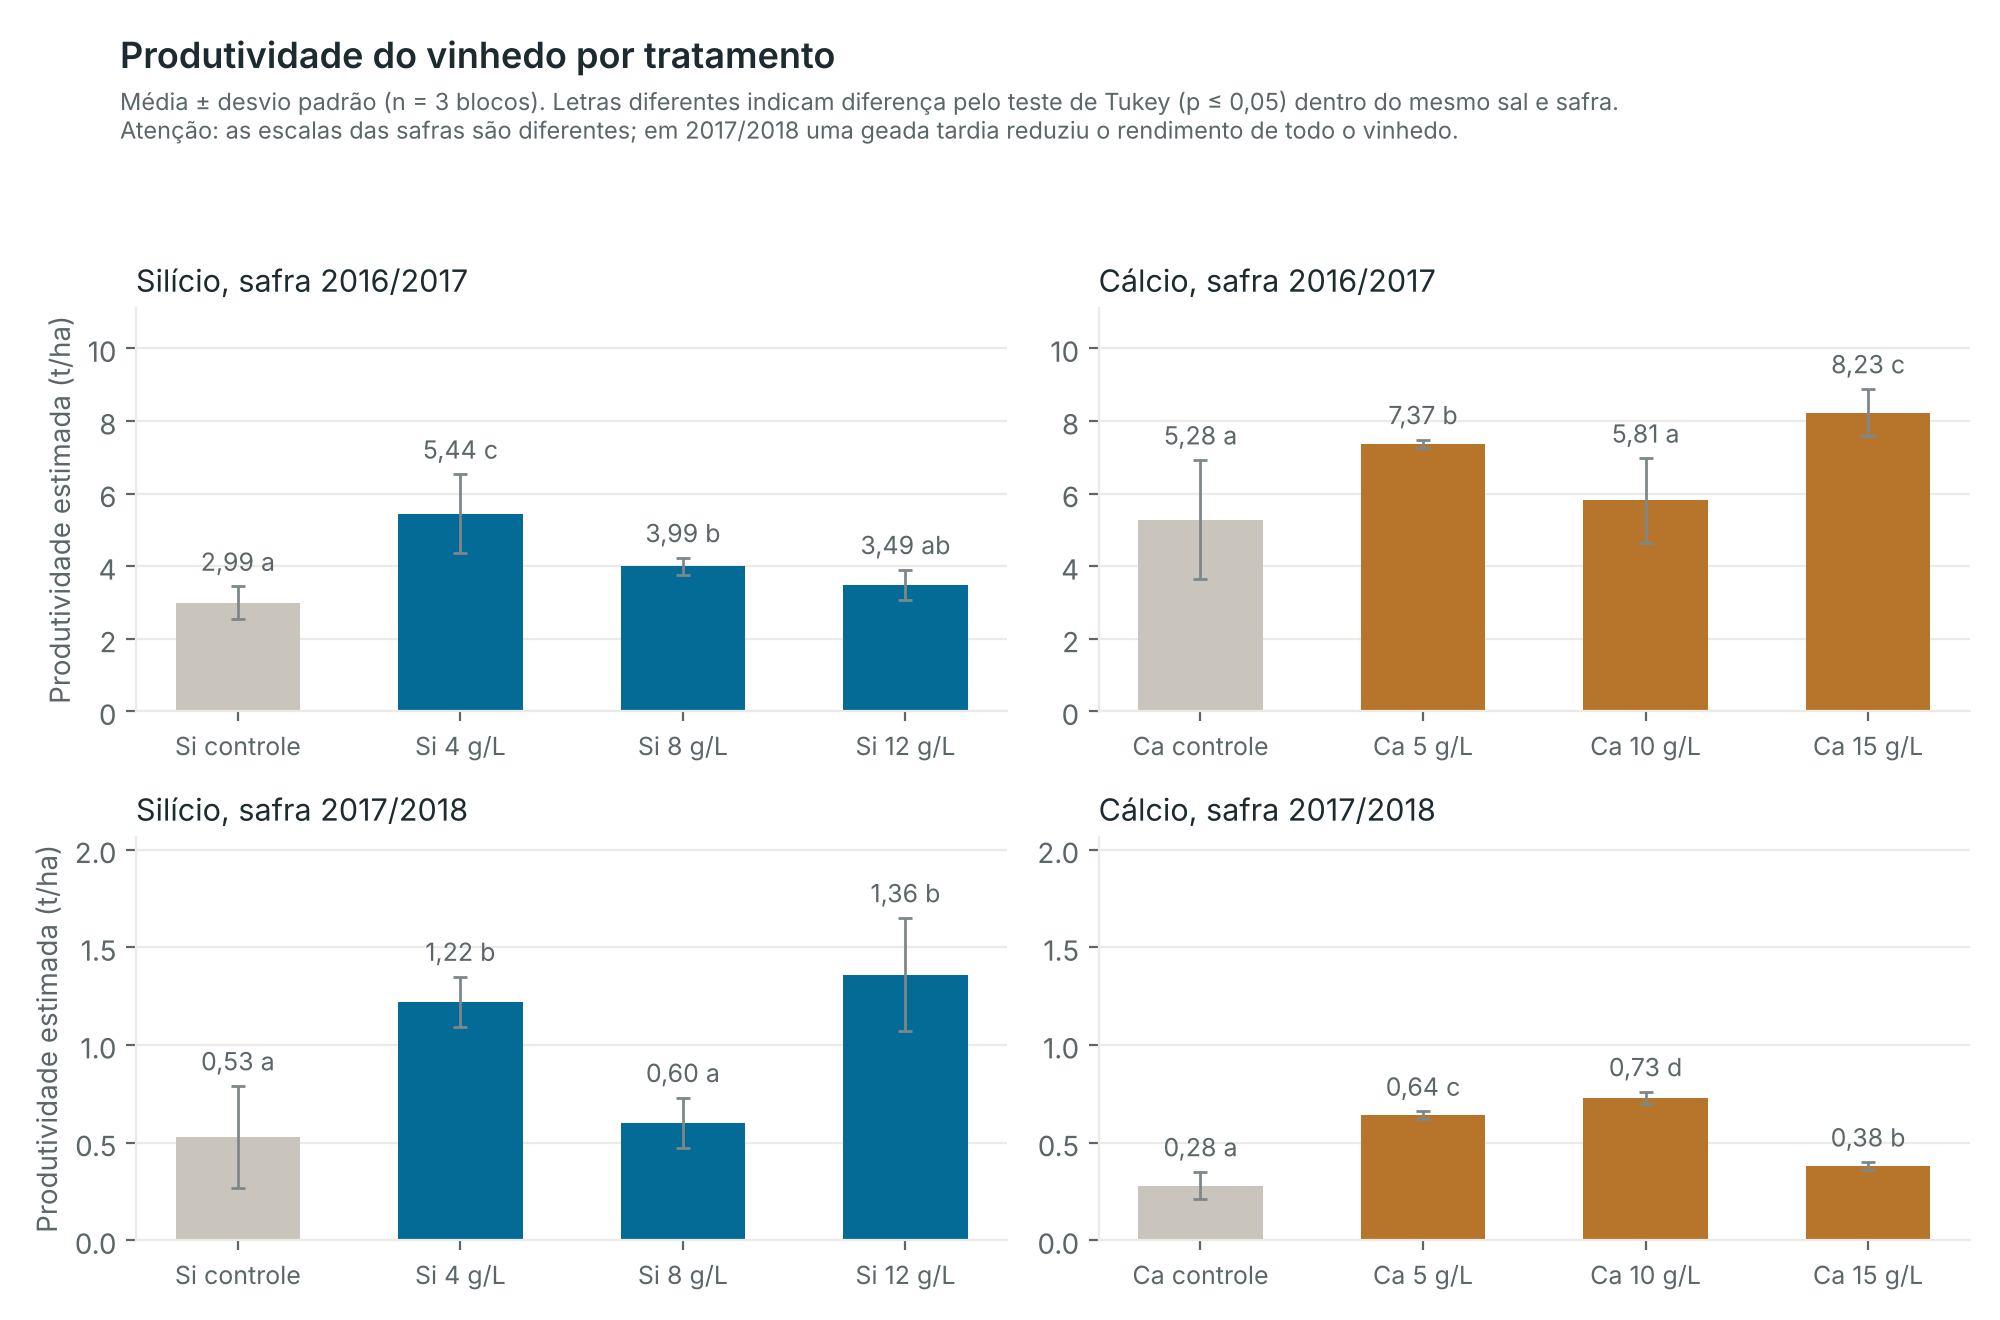 Produtividade do vinhedo por tratamento
Média ± desvio padrão (n = 3 blocos). Letras diferentes indicam diferença pelo teste de Tukey (p ≤ 0,05) dentro do mesmo sal e safra.
Atenção: as escalas das safras são diferentes; em 2017/2018 uma geada tardia reduziu o rendimento de todo o vinhedo.
Silício, safra 2016/2017
Produtividade estimada (t/ha)
10
8
6
4
2
0
2,99 a
5,44 c
3,99 b
3,49 ab
Si controle
Si 4 g/L
Si 8 g/L
Si 12 g/L
Cálcio, safra 2016/2017
10
8
6
4
2
0
5,28 a
7,37 b
5,81 a
8,23 c
Ca controle
Ca 5 g/L
Ca 10 g/L
Ca 15 g/L
Silício, safra 2017/2018
Produtividade estimada (t/ha)
2.0
1.5
1.0
0.5
0.0
0,53 a
1,22 b
0,60 a
1,36 b
Si controle
Si 4 g/L
Si 8 g/L
Si 12 g/L
Cálcio, safra 2017/2018
2.0
1.5
1.0
0.5
0.0
0,28 a
0,64 c
0,73 d
0,38 b
Ca controle
Ca 5 g/L
Ca 10 g/L
Ca 15 g/L